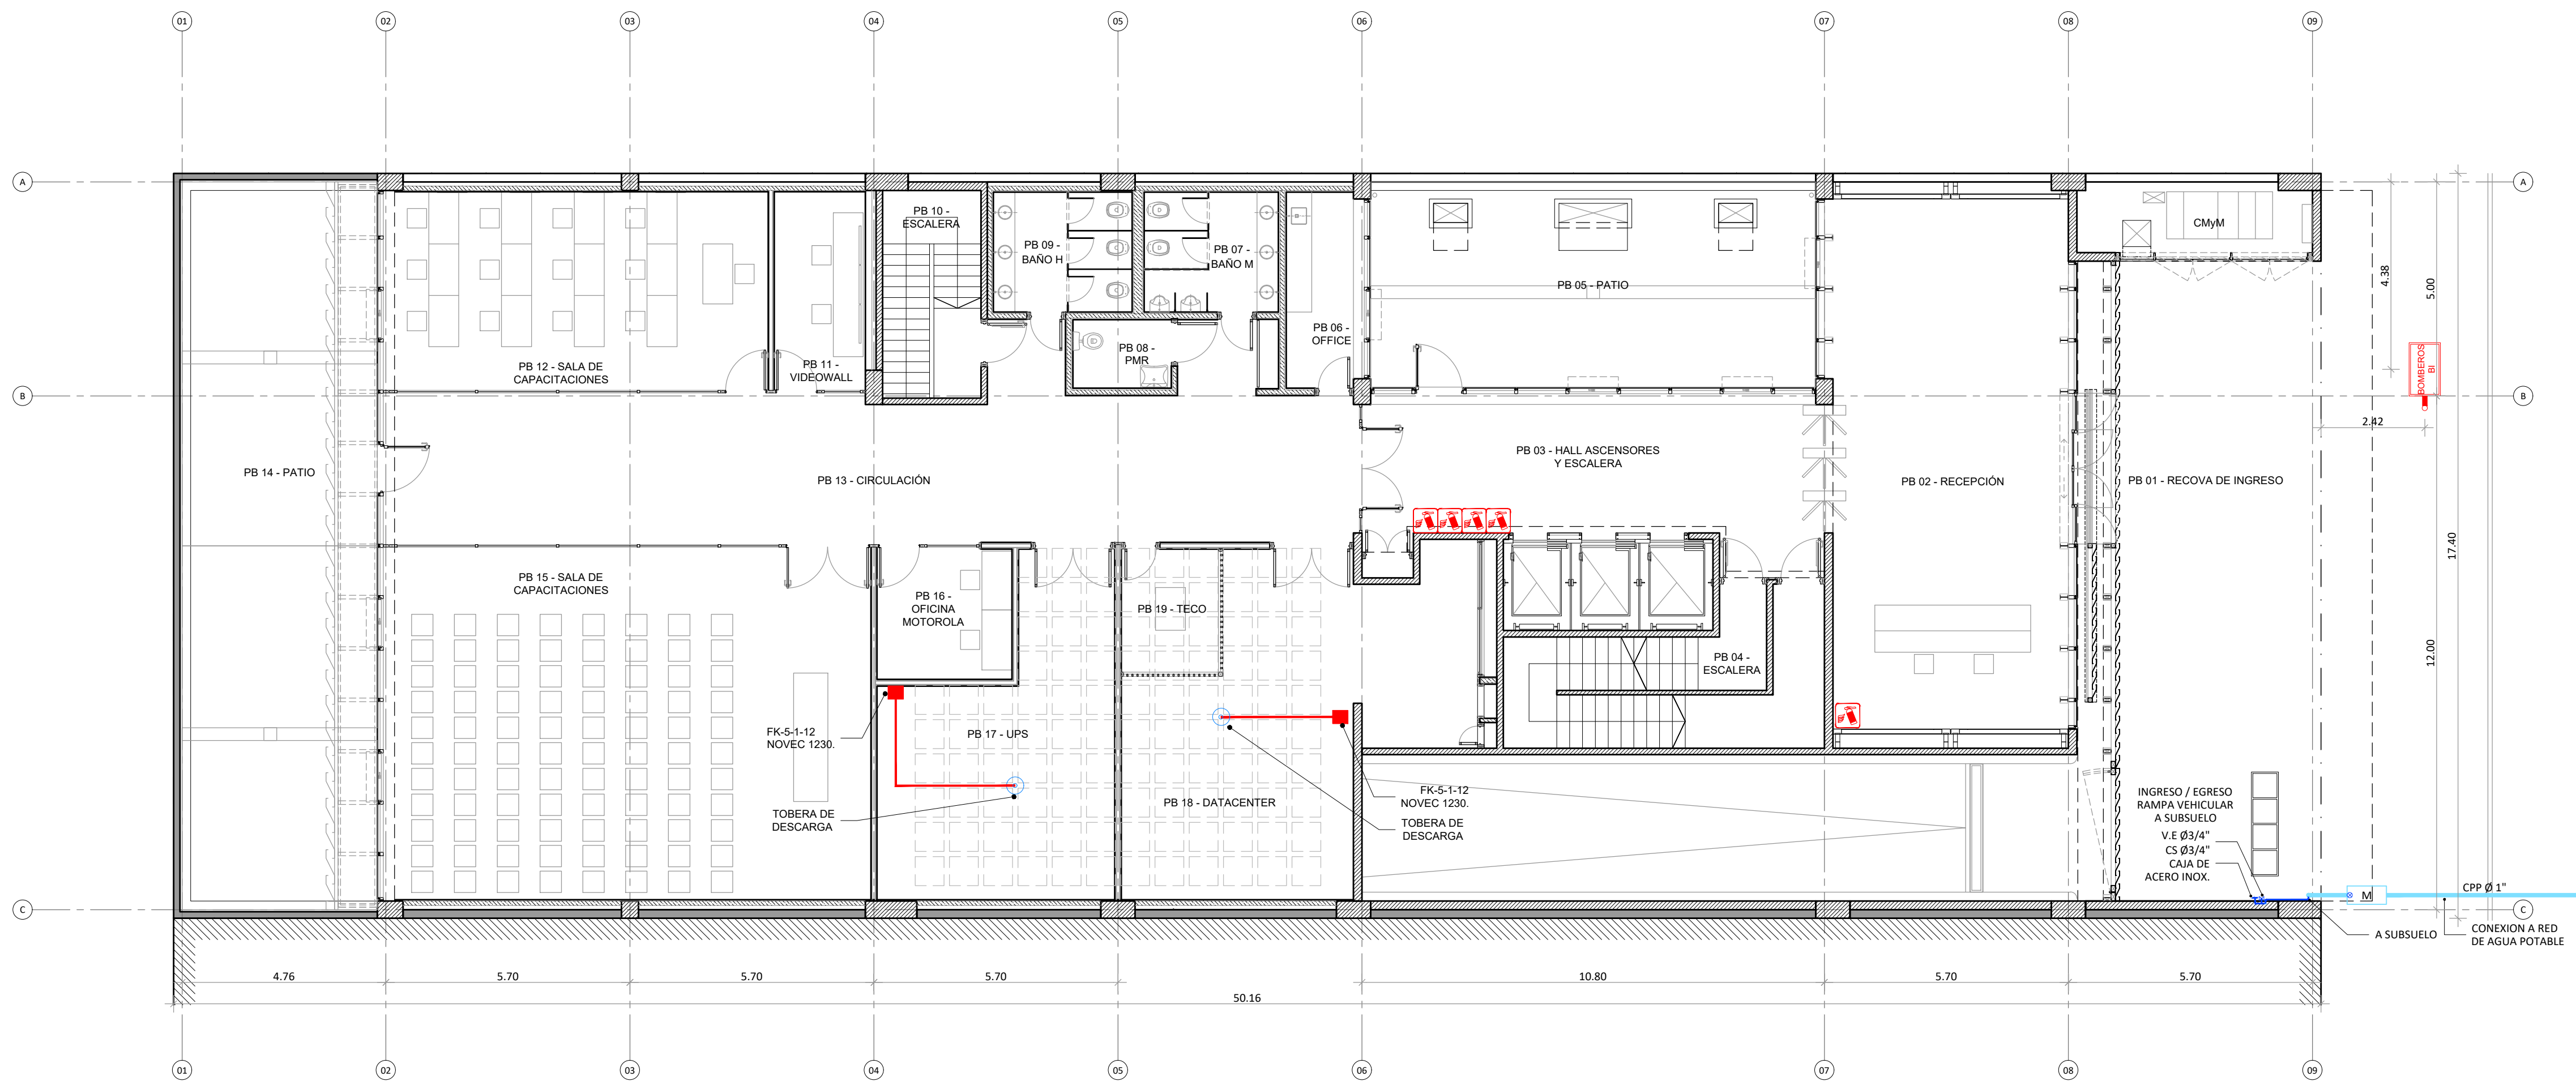 01
02
03
04
05
06
07
08
09
A
A
PB 10 -
ESCALERA
PB 09 -
BAÑO H
PB 07 -
BAÑO M
CMyM
PB 05 - PATIO
4.38
5.00
PB 06 -
OFFICE
PB 08 -
PMR
PB 12 - SALA DE
CAPACITACIONES
PB 11 -
VIDEOWALL
BOMBEROS
BI
B
B
2.42
PB 14 - PATIO
PB 13 - CIRCULACIÓN
PB 03 - HALL ASCENSORES
Y ESCALERA
PB 02 - RECEPCIÓN
PB 01 - RECOVA DE INGRESO
17.40
PB 15 - SALA DE
CAPACITACIONES
PB 16 -
OFICINA
MOTOROLA
PB 19 - TECO
PB 04 -
ESCALERA
12.00
FK-5-1-12
NOVEC 1230.
PB 17 - UPS
TOBERA DE
DESCARGA
PB 18 - DATACENTER
FK-5-1-12
NOVEC 1230.
TOBERA DE
DESCARGA
INGRESO / EGRESO
RAMPA VEHICULAR
A SUBSUELO
V.E Ø3/4"
CS Ø3/4"
CAJA DE
ACERO INOX.
M
CPP Ø 1"
C
C
A SUBSUELO
CONEXION A RED
DE AGUA POTABLE
4.76
5.70
5.70
5.70
10.80
5.70
5.70
50.16
01
02
03
04
05
06
07
08
09